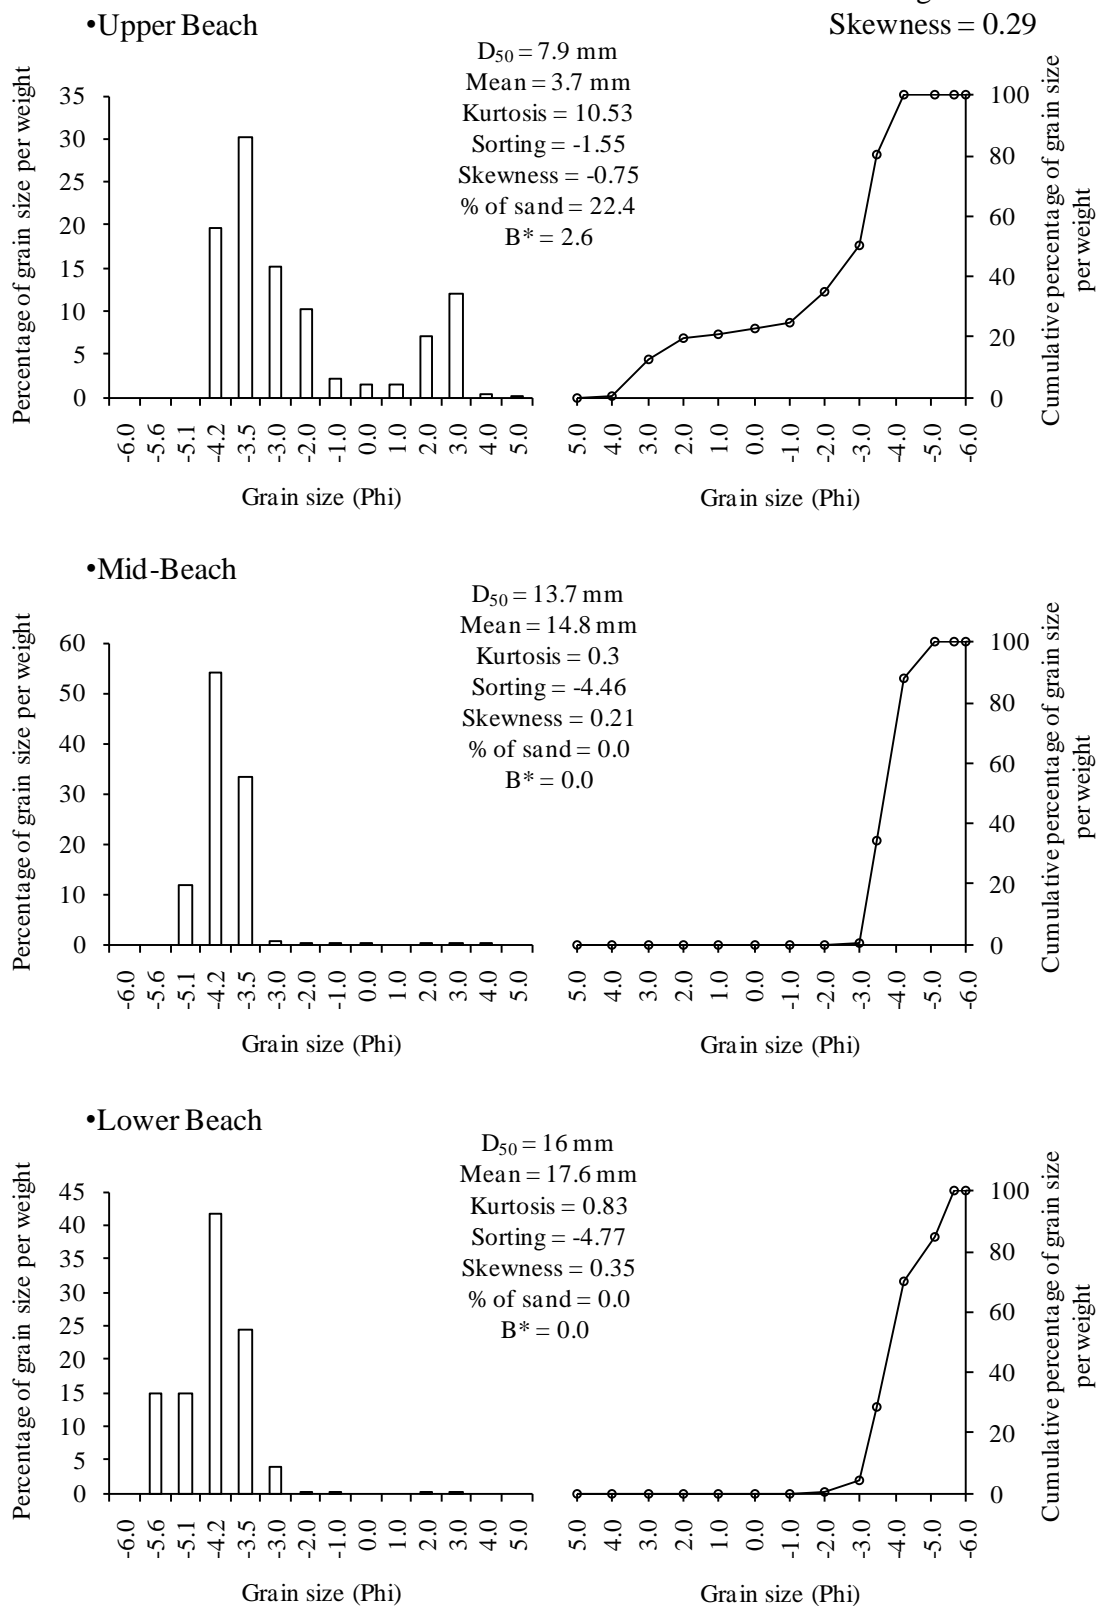 •Upper Beach
Skewness = 0.29
D50 = 7.9 mm
Mean = 3.7 mm
Kurtosis = 10.53
Sorting = -1.55
Skewness = -0.75
% of sand = 22.4
B* = 2.6
Percentage of grain size per weight
35
30
25
20
15
10
5
0
-6.0 -5.6 -5.1 -4.2 -3.5 -3.0 -2.0 -1.0 0.0 1.0 2.0 3.0 4.0 5.0
Grain size (Phi)
100
80
60
40
20
0
Cumulative percentage of grain size
per weight
5.0 4.0 3.0 2.0 1.0 0.0 -1.0 -2.0 -3.0 -4.0 -5.0 -6.0
Grain size (Phi)
•Mid-Beach
D50 = 13.7 mm
Mean = 14.8 mm
Kurtosis = 0.3
Sorting = -4.46
Skewness = 0.21
% of sand = 0.0
B* = 0.0
Percentage of grain size per weight
60
50
40
30
20
10
0
-6.0 -5.6 -5.1 -4.2 -3.5 -3.0 -2.0 -1.0 0.0 1.0 2.0 3.0 4.0 5.0
Grain size (Phi)
100
80
60
40
20
0
Cumulative percentage of grain size
per weight
5.0 4.0 3.0 2.0 1.0 0.0 -1.0 -2.0 -3.0 -4.0 -5.0 -6.0
Grain size (Phi)
•Lower Beach
D50 = 16 mm
Mean = 17.6 mm
Kurtosis = 0.83
Sorting = -4.77
Skewness = 0.35
% of sand = 0.0
B* = 0.0
Percentage of grain size per weight
45
40
35
30
25
20
15
10
5
0
-6.0 -5.6 -5.1 -4.2 -3.5 -3.0 -2.0 -1.0 0.0 1.0 2.0 3.0 4.0 5.0
Grain size (Phi)
100
80
60
40
20
0
Cumulative percentage of grain size
per weight
5.0 4.0 3.0 2.0 1.0 0.0 -1.0 -2.0 -3.0 -4.0 -5.0 -6.0
Grain size (Phi)